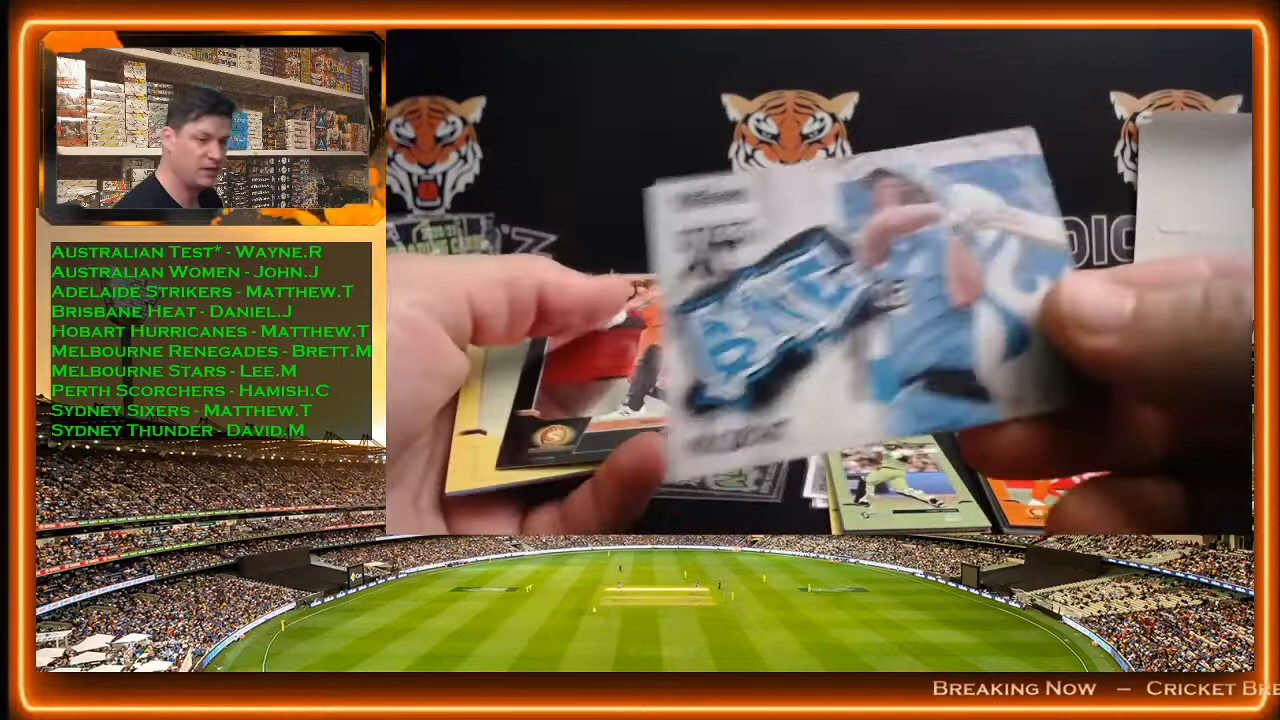 Australian Test* - Wayne.R
Australian Women - John.J
Adelaide Strikers - Matthew.T
Brisbane Heat - Daniel.J
Hobart Hurricanes - Matthew.T
Melbourne Renegades - Brett.M
Melbourne Stars - Lee.M
Perth Scorchers - Hamish.C
Sydney Sixers - Matthew.T
Sydney Thunder - David.M
Breaking Now – Cricket Bre